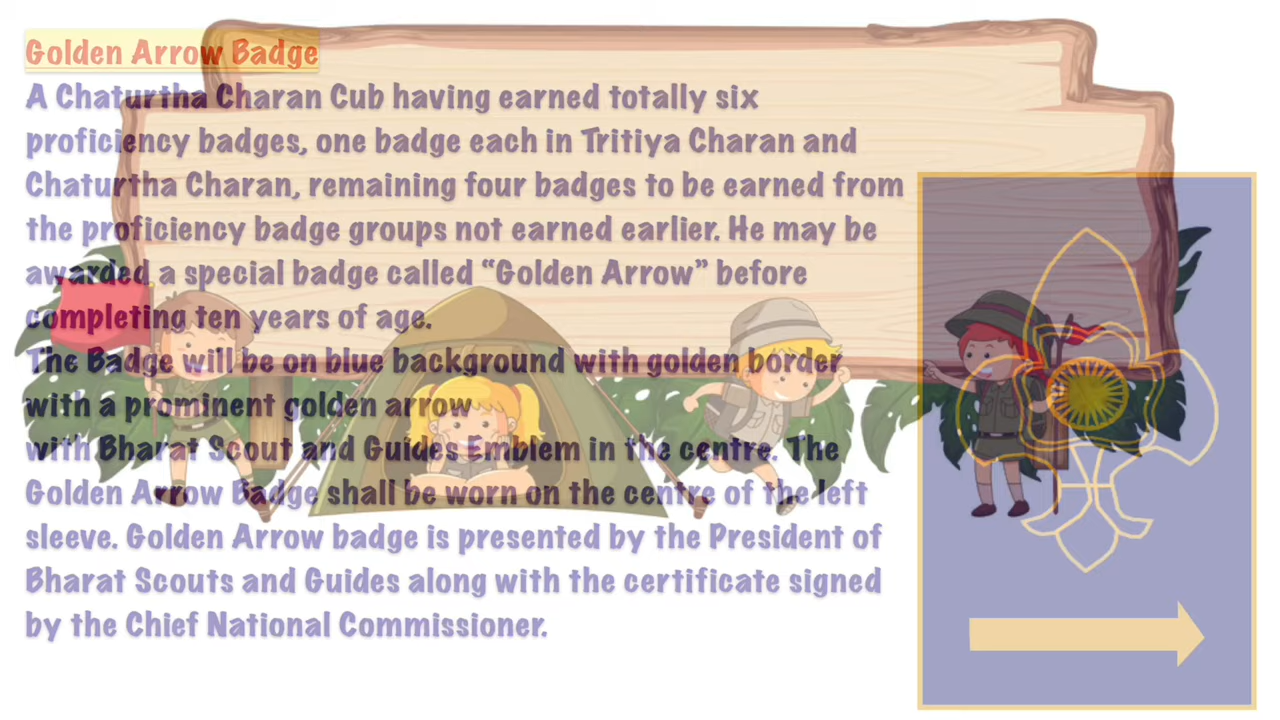 Golden Arrow Badge
A Chaturtha Charan Cub having earned totally six
proficiency badges, one badge each in Tritiya Charan and
Chaturtha Charan, remaining four badges to be earned from
the proficiency badge groups not earned earlier. He may be
awarded a special badge called “Golden Arrow” before
completing ten years of age.
The Badge will be on blue background with golden border
with a prominent golden arrow
with Bharat Scout and Guides Emblem in the centre. The
Golden Arrow Badge shall be worn on the centre of the left
sleeve. Golden Arrow badge is presented by the President of
Bharat Scouts and Guides along with the certificate signed
by the Chief National Commissioner.